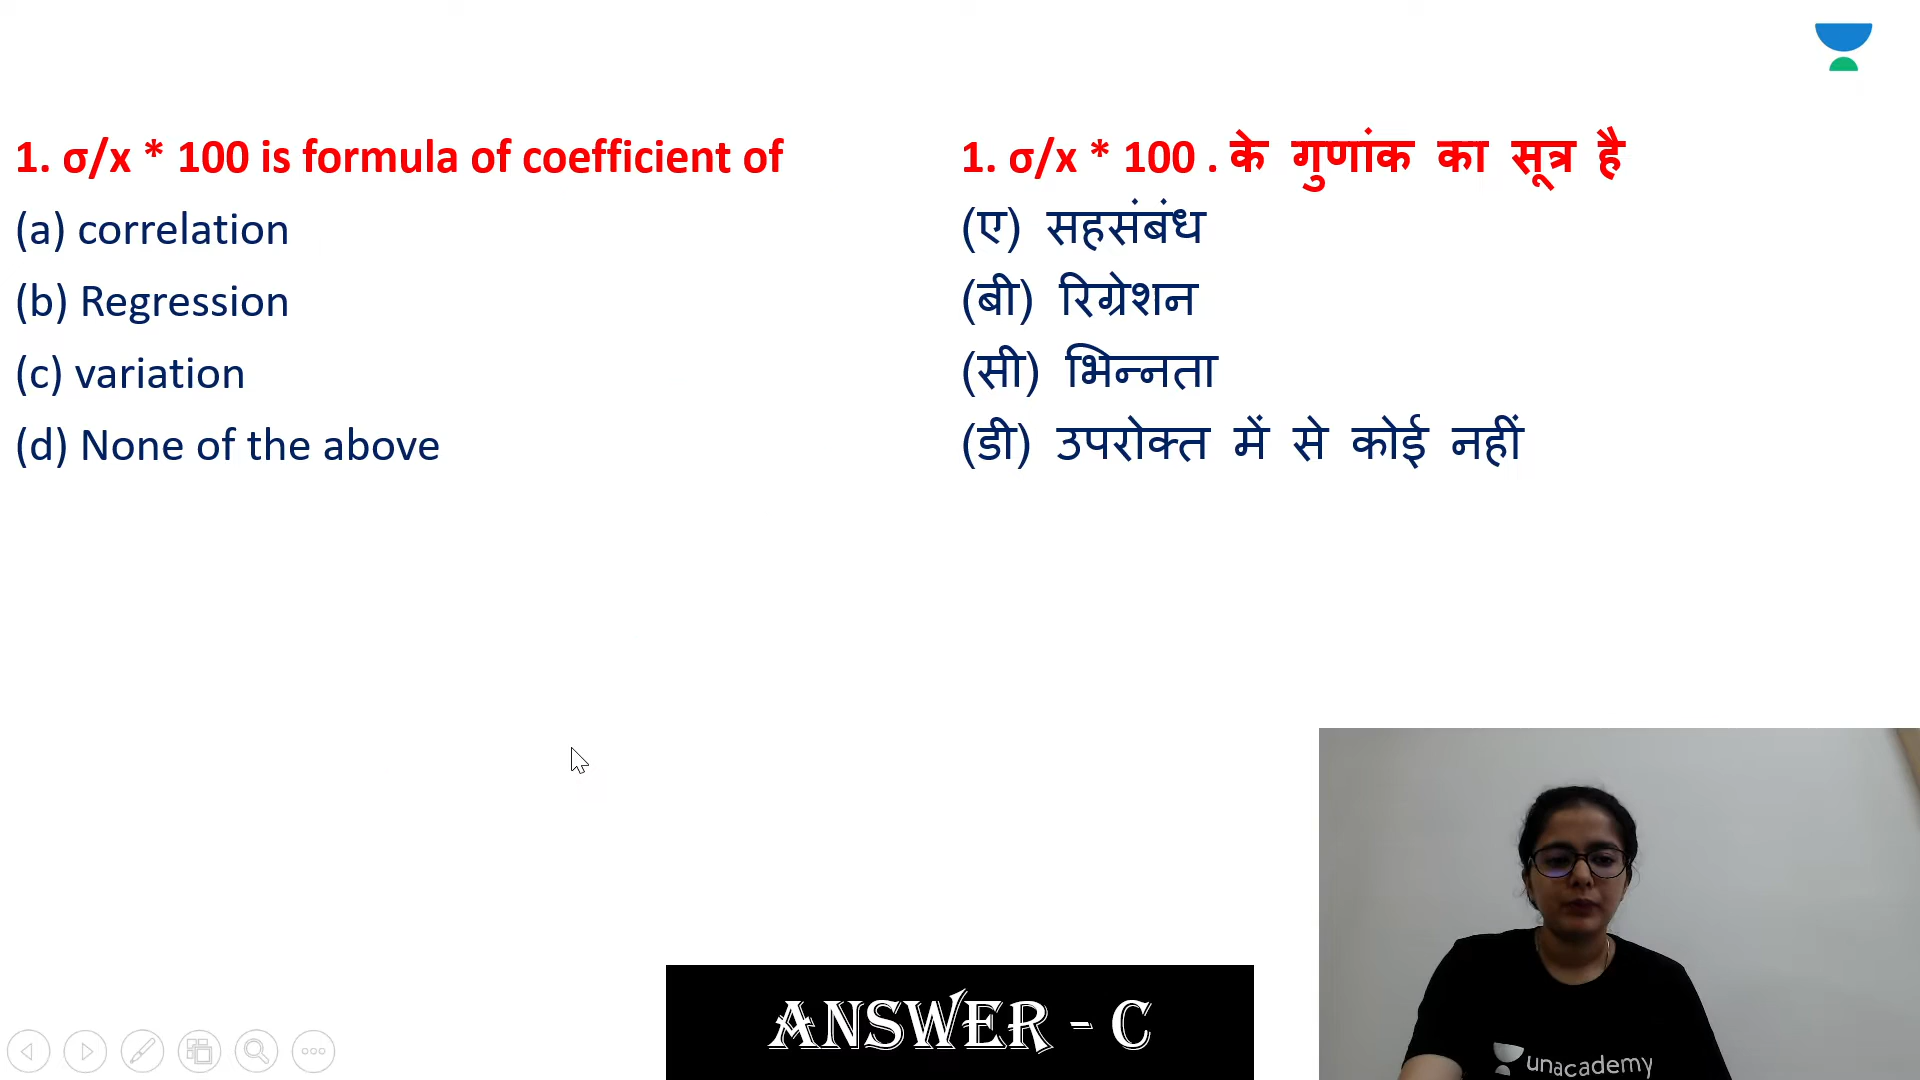 1. σ/x * 100 is formula of coefficient of
(a) correlation
(b) Regression
(c) variation
(d) None of the above
1. σ/x * 100 . के गुणांक का सूत्र है
(ए) सहसंबंध
(बी) रिग्रेशन
(सी) भिन्नता
(डी) उपरोक्त में से कोई नहीं
ANSWER - C
unacademy